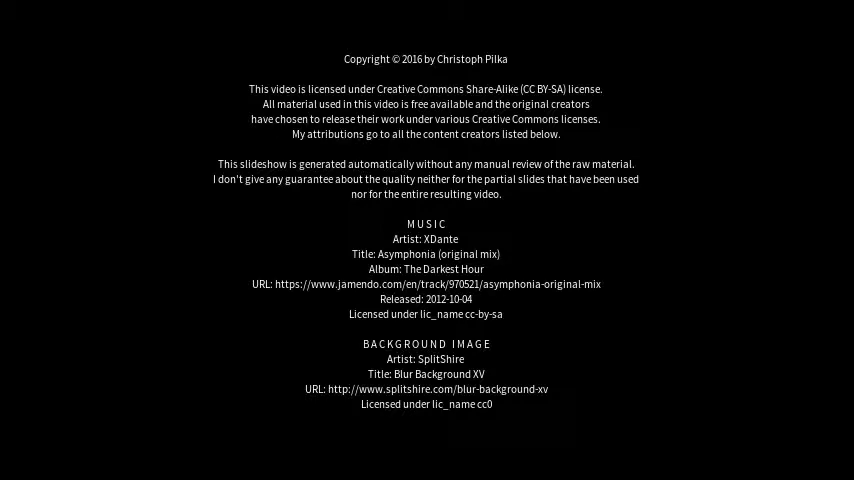 Copyright © 2016 by Christoph Pilka
This video is licensed under Creative Commons Share-Alike (CC BY-SA) license.
All material used in this video is free available and the original creators
have chosen to release their work under various Creative Commons licenses.
My attributions go to all the content creators listed below.
This slideshow is generated automatically without any manual review of the raw material.
I don't give any guarantee about the quality neither for the partial slides that have been used
nor for the entire resulting video.
M U S I C
Artist: XDante
Title: Asymphonia (original mix)
Album: The Darkest Hour
URL: https://www.jamendo.com/en/track/970521/asymphonia-original-mix
Released: 2012-10-04
Licensed under lic_name cc-by-sa
B A C K G R O U N D   I M A G E
Artist: SplitShire
Title: Blur Background XV
URL: http://www.splitshire.com/blur-background-xv
Licensed under lic_name cc0